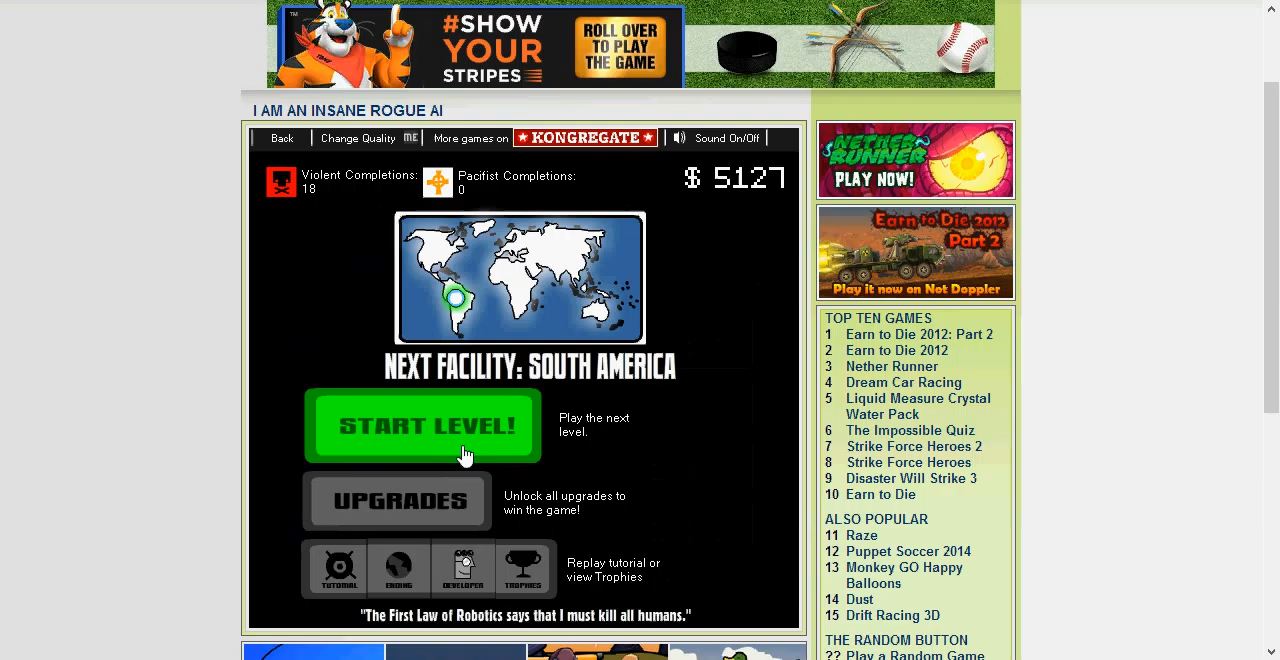 TM
#SHOW
YOUR
STRIPES
ROLL OVER
TO PLAY
THE GAME
I AM AN INSANE ROGUE AI
Back
Change Quality ME
More games on
KONGREGATE
Sound On/Off
Violent Completions:
18
Pacifist Completions:
0
$ 5127
NEXT FACILITY: SOUTH AMERICA
START LEVEL!
Play the next
level.
UPGRADES
Unlock all upgrades to
win the game!
TUTORIAL
ENDING
DEVELOPER
TROPHIES
Replay tutorial or
view Trophies
"The First Law of Robotics says that I must kill all humans."
NETHER
RUNNER
PLAY NOW!
Earn to Die 2012
Part 2
Play it now on Not Doppler
TOP TEN GAMES
1 Earn to Die 2012: Part 2
2 Earn to Die 2012
3 Nether Runner
4 Dream Car Racing
5 Liquid Measure Crystal
Water Pack
6 The Impossible Quiz
7 Strike Force Heroes 2
8 Strike Force Heroes
9 Disaster Will Strike 3
10 Earn to Die
ALSO POPULAR
11 Raze
12 Puppet Soccer 2014
13 Monkey GO Happy
Balloons
14 Dust
15 Drift Racing 3D
THE RANDOM BUTTON
?? Play a Random Game